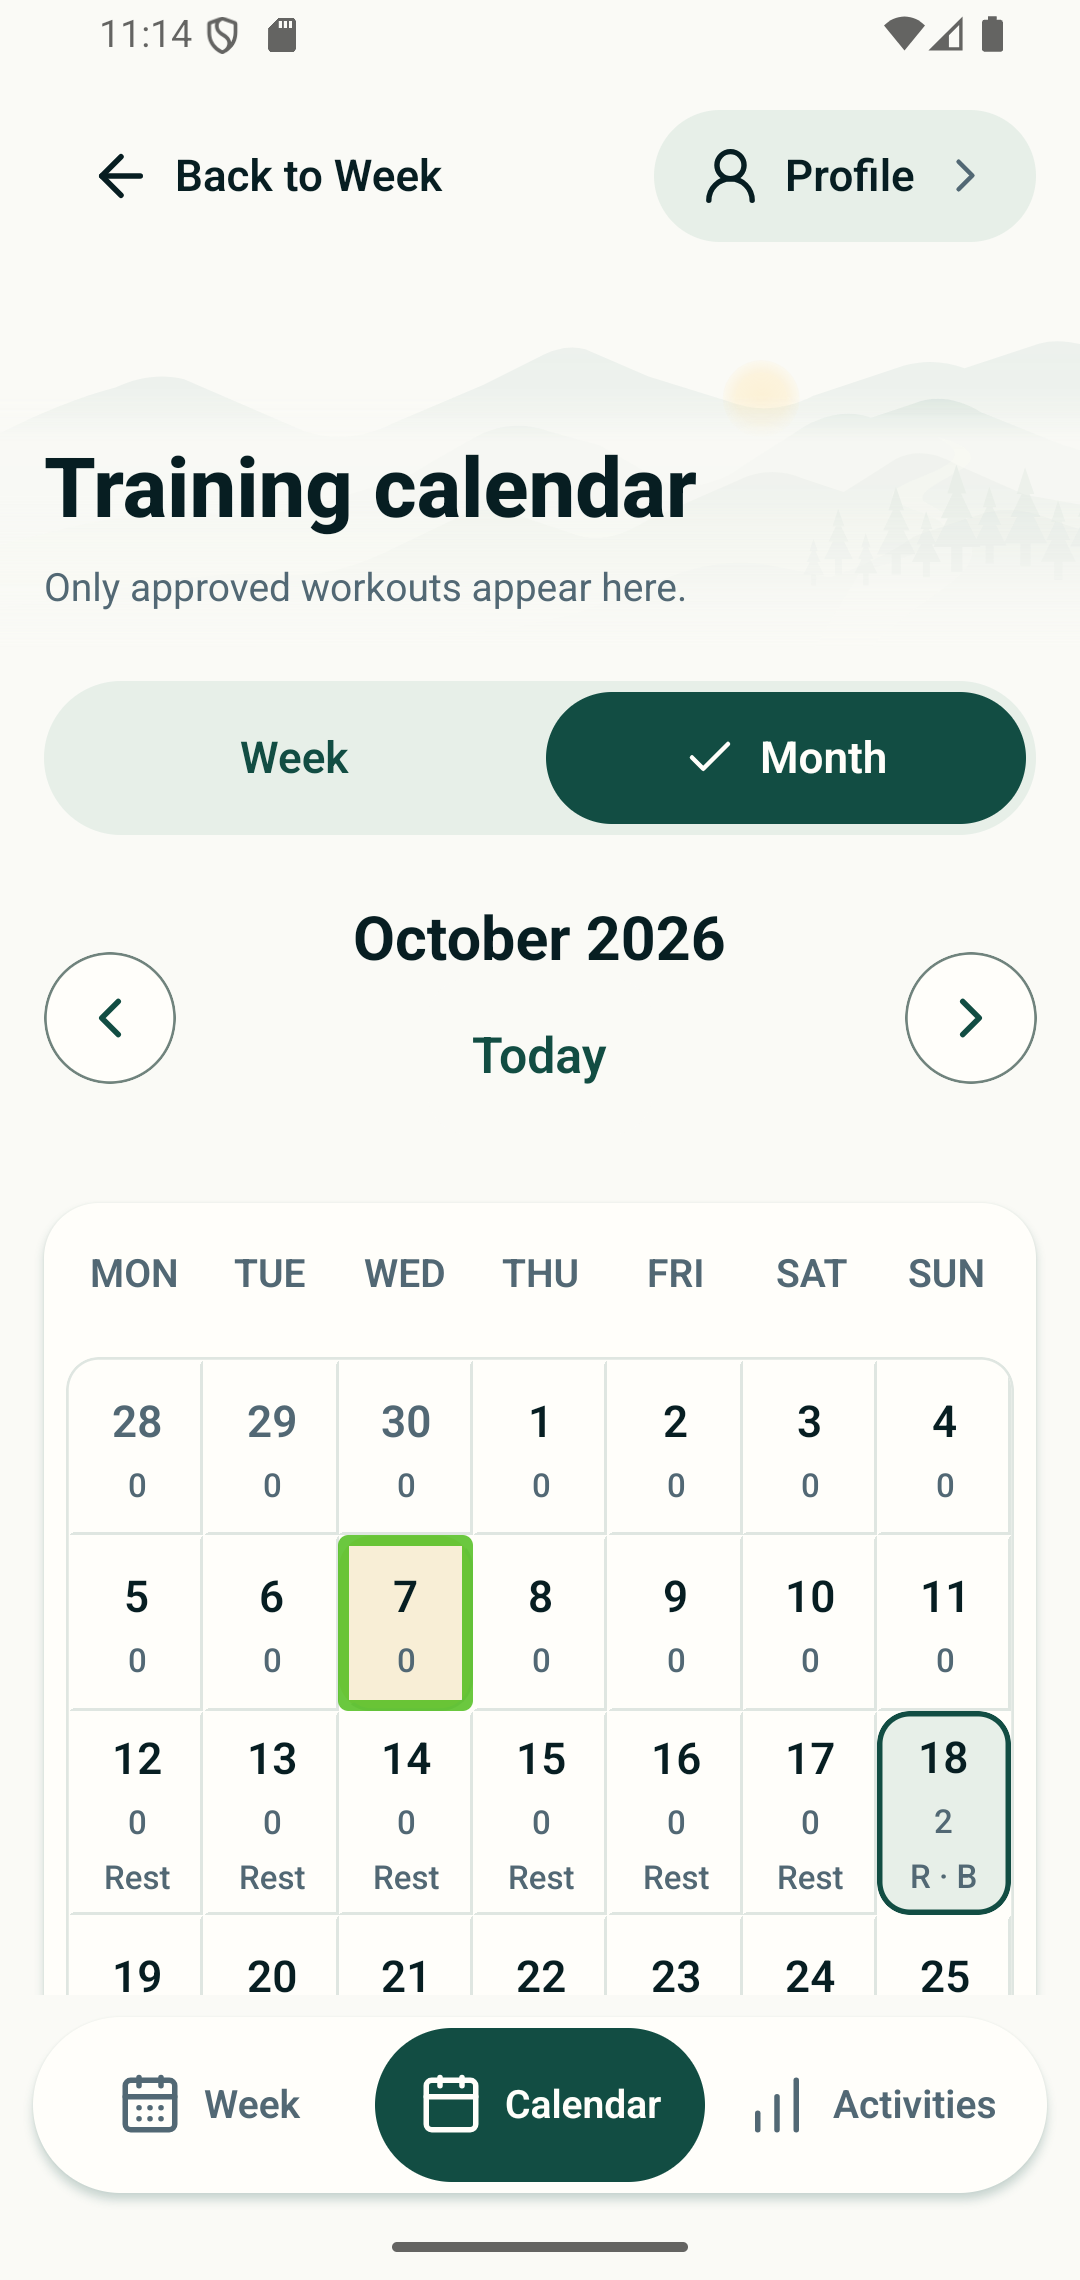 11:14
Back to Week
Profile
Training calendar
Only approved workouts appear here.
Week
Month
October 2026
Today
MON TUE WED THU FRI SAT SUN
28 29 30 1 2 3 4
0 0 0 0 0 0 0
5 6 7 8 9 10 11
0 0 0 0 0 0 0
12 13 14 15 16 17 18
0 0 0 0 0 0 2
Rest Rest Rest Rest Rest Rest R · B
19 20 21 22 23 24 25
Week
Calendar
Activities